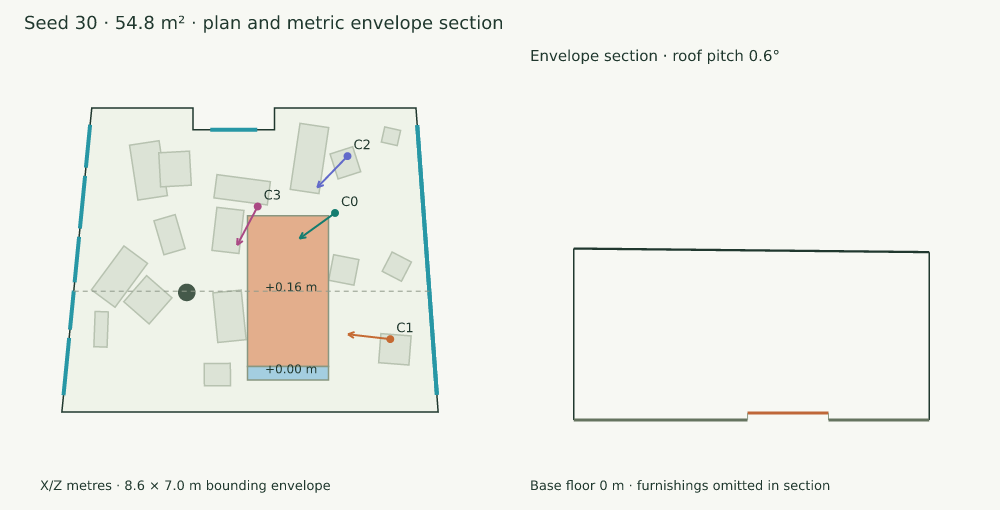 Seed 30 · 54.8 m² · plan and metric envelope section
Envelope section · roof pitch 0.6°
C2
C3
C0
+0.16 m
C1
+0.00 m
X/Z metres · 8.6 × 7.0 m bounding envelope
Base floor 0 m · furnishings omitted in section